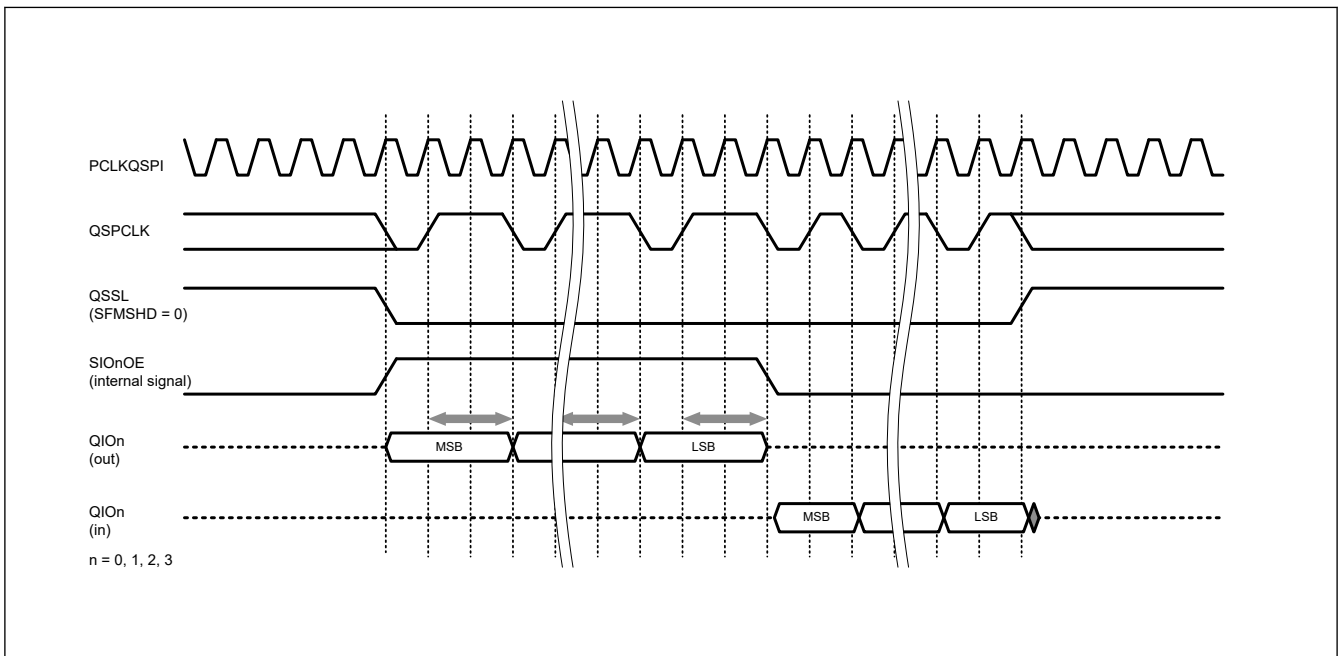 PCLKQSPI
QSPCLK
QSSL
(SFMSHD = 0)
SIOnOE
(internal signal)
QIOn
(out)
MSB
LSB
QIOn
(in)
MSB
LSB
n = 0, 1, 2, 3